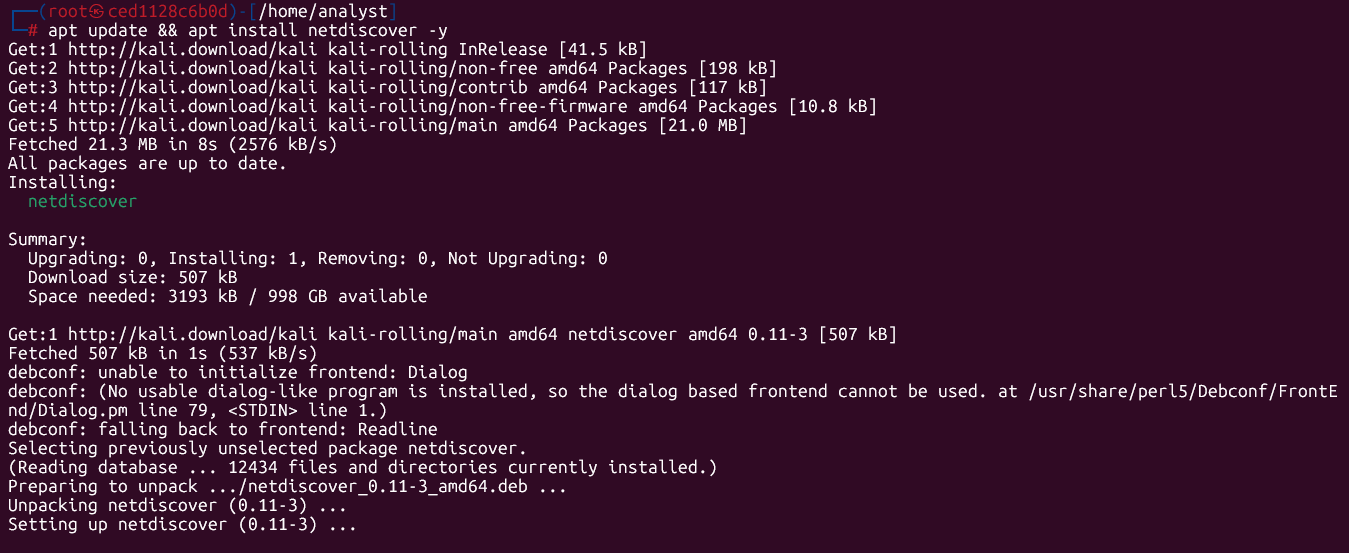 ┌──(root㉿ced1128c6b0d)-[/home/analyst]
└─# apt update && apt install netdiscover -y
Get:1 http://kali.download/kali kali-rolling InRelease [41.5 kB]
Get:2 http://kali.download/kali kali-rolling/non-free amd64 Packages [198 kB]
Get:3 http://kali.download/kali kali-rolling/contrib amd64 Packages [117 kB]
Get:4 http://kali.download/kali kali-rolling/non-free-firmware amd64 Packages [10.8 kB]
Get:5 http://kali.download/kali kali-rolling/main amd64 Packages [21.0 MB]
Fetched 21.3 MB in 8s (2576 kB/s)
All packages are up to date.
Installing:
  netdiscover

Summary:
  Upgrading: 0, Installing: 1, Removing: 0, Not Upgrading: 0
  Download size: 507 kB
  Space needed: 3193 kB / 998 GB available

Get:1 http://kali.download/kali kali-rolling/main amd64 netdiscover amd64 0.11-3 [507 kB]
Fetched 507 kB in 1s (537 kB/s)
debconf: unable to initialize frontend: Dialog
debconf: (No usable dialog-like program is installed, so the dialog based frontend cannot be used. at /usr/share/perl5/Debconf/FrontE
nd/Dialog.pm line 79, <STDIN> line 1.)
debconf: falling back to frontend: Readline
Selecting previously unselected package netdiscover.
(Reading database ... 12434 files and directories currently installed.)
Preparing to unpack .../netdiscover_0.11-3_amd64.deb ...
Unpacking netdiscover (0.11-3) ...
Setting up netdiscover (0.11-3) ...